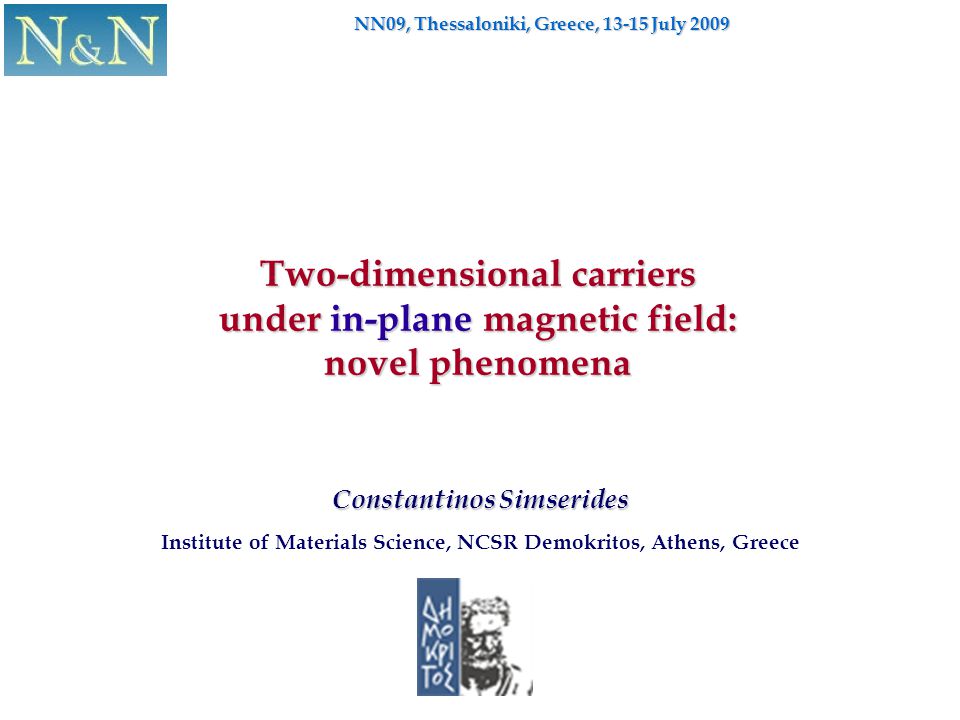 N&N
NN09, Thessaloniki, Greece, 13-15 July 2009
Two-dimensional carriers
under in-plane magnetic field:
novel phenomena
Constantinos Simserides
Institute of Materials Science, NCSR Demokritos, Athens, Greece
ΔΗ
ΜΟ
ΚΡΙ
ΤΟΣ